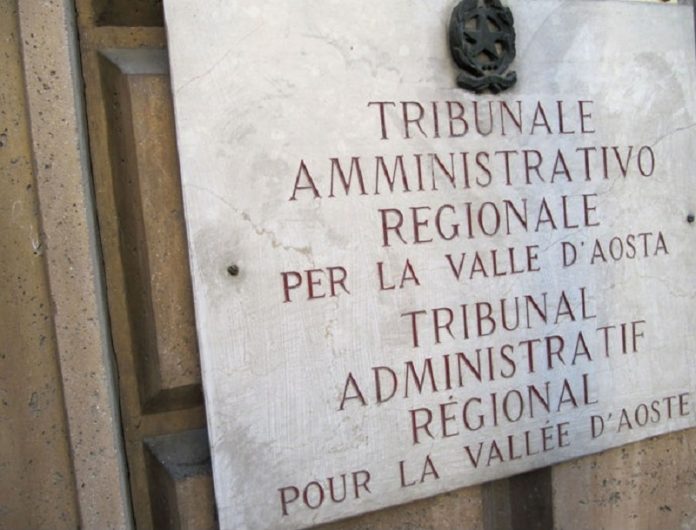 TRIBUNALE
AMMINISTRATIVO
REGIONALE
PER LA VALLE D'AOSTA
TRIBUNAL
ADMINISTRATIF
RÉGIONAL
POUR LA VALLÉE D'AOSTE